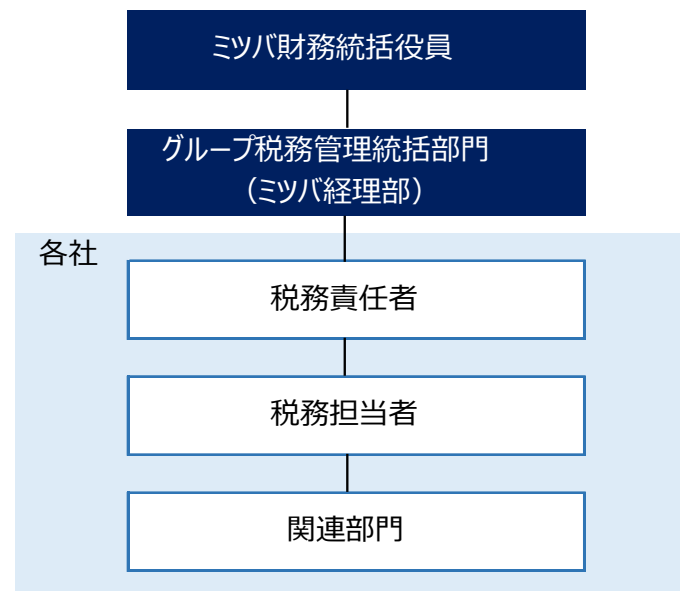 ミツバ財務統括役員
グループ税務管理統括部門
（ミツバ経理部）
各社
税務責任者
税務担当者
関連部門